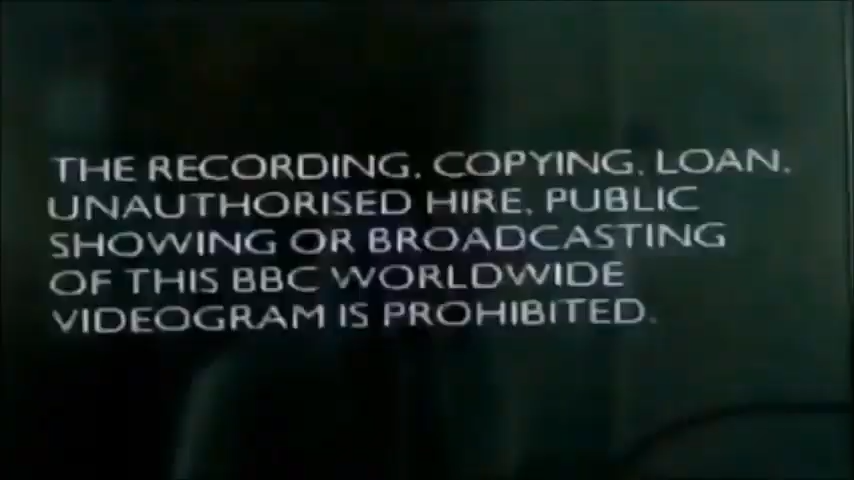 THE RECORDING, COPYING, LOAN,
UNAUTHORISED HIRE, PUBLIC
SHOWING OR BROADCASTING
OF THIS BBC WORLDWIDE
VIDEOGRAM IS PROHIBITED.